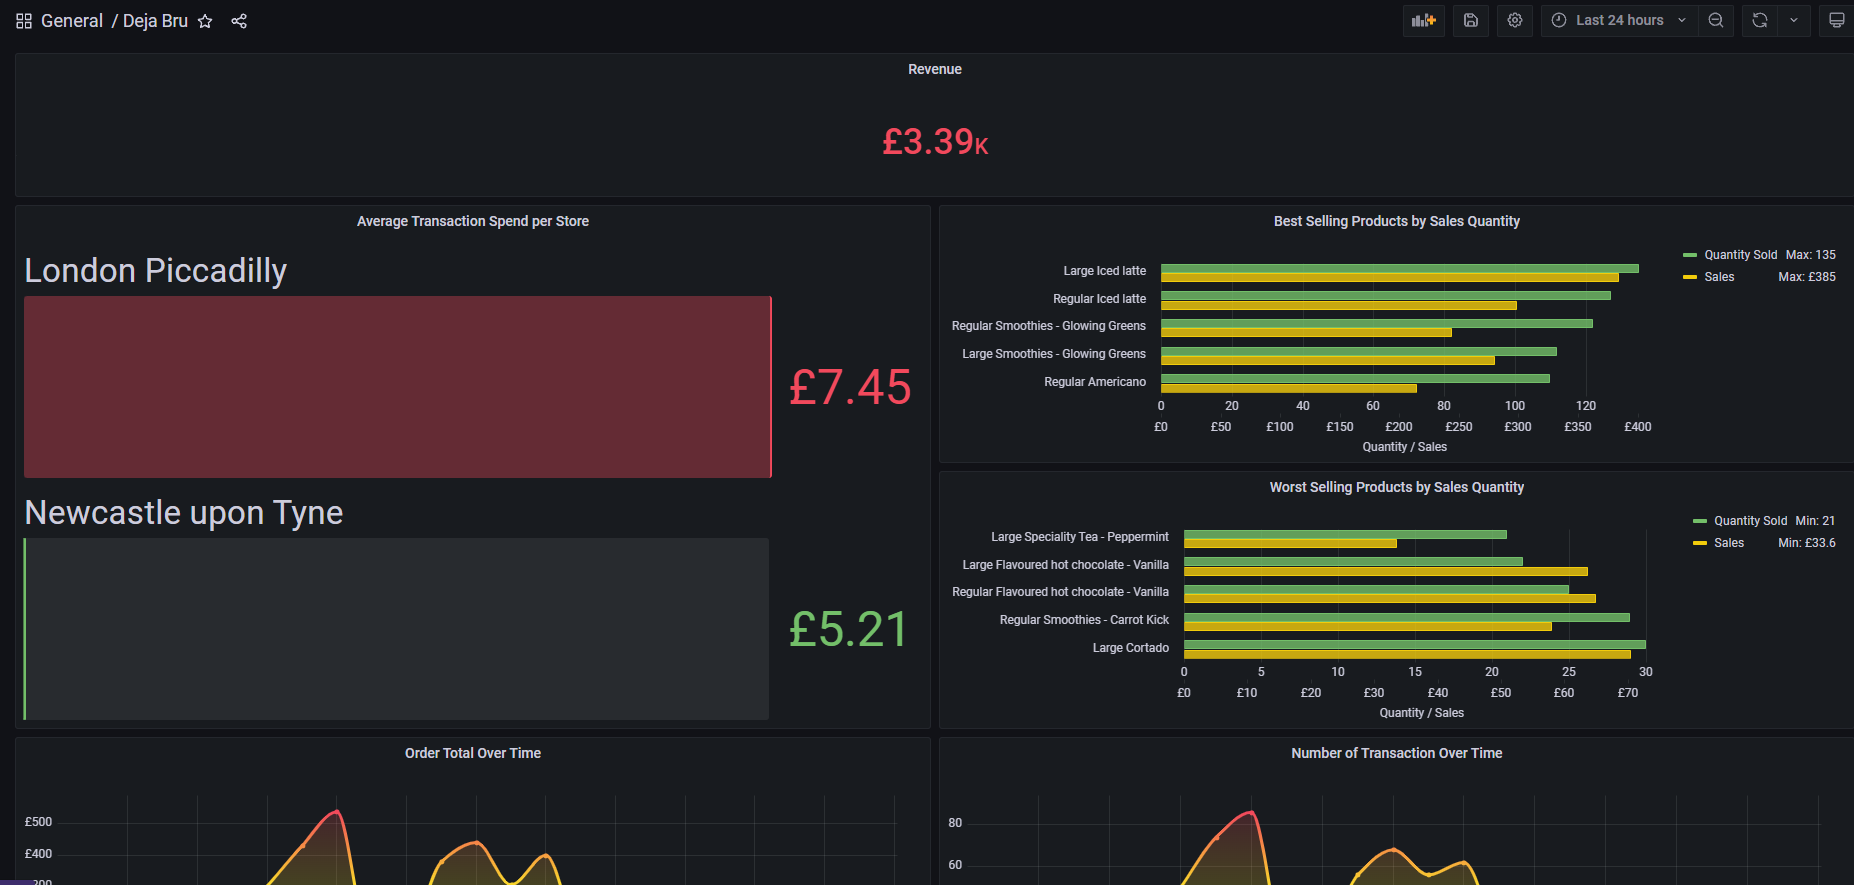 General / Deja Bru
Last 24 hours
Revenue
£3.39K
Average Transaction Spend per Store
London Piccadilly
£7.45
Newcastle upon Tyne
£5.21
Best Selling Products by Sales Quantity
Quantity Sold Max: 135
Sales Max: £385
Large Iced latte
Regular Iced latte
Regular Smoothies - Glowing Greens
Large Smoothies - Glowing Greens
Regular Americano
0 20 40 60 80 100 120
£0 £50 £100 £150 £200 £250 £300 £350 £400
Quantity / Sales
Worst Selling Products by Sales Quantity
Quantity Sold Min: 21
Sales Min: £33.6
Large Speciality Tea - Peppermint
Large Flavoured hot chocolate - Vanilla
Regular Flavoured hot chocolate - Vanilla
Regular Smoothies - Carrot Kick
Large Cortado
0 5 10 15 20 25 30
£0 £10 £20 £30 £40 £50 £60 £70
Quantity / Sales
Order Total Over Time
£500
£400
Number of Transaction Over Time
80
60